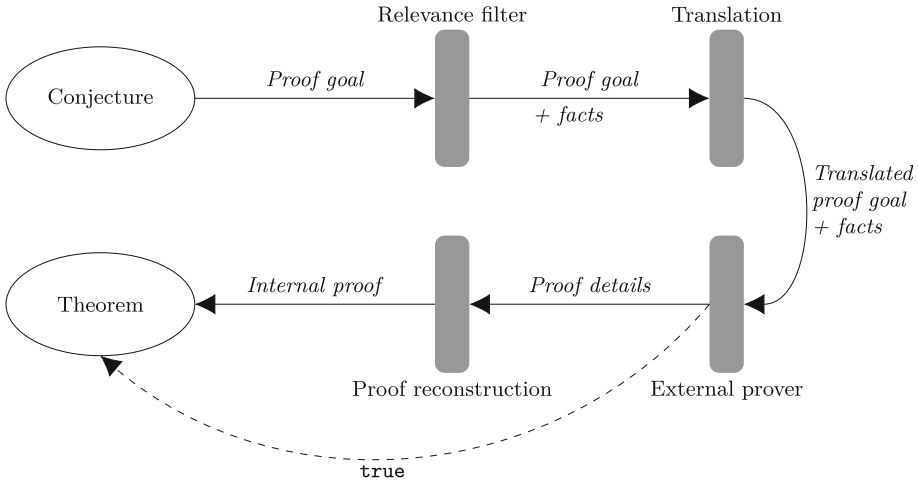 Relevance filter
Translation
Conjecture
Proof goal
Proof goal
+ facts
Translated
proof goal
+ facts
Theorem
Internal proof
Proof details
Proof reconstruction
External prover
true